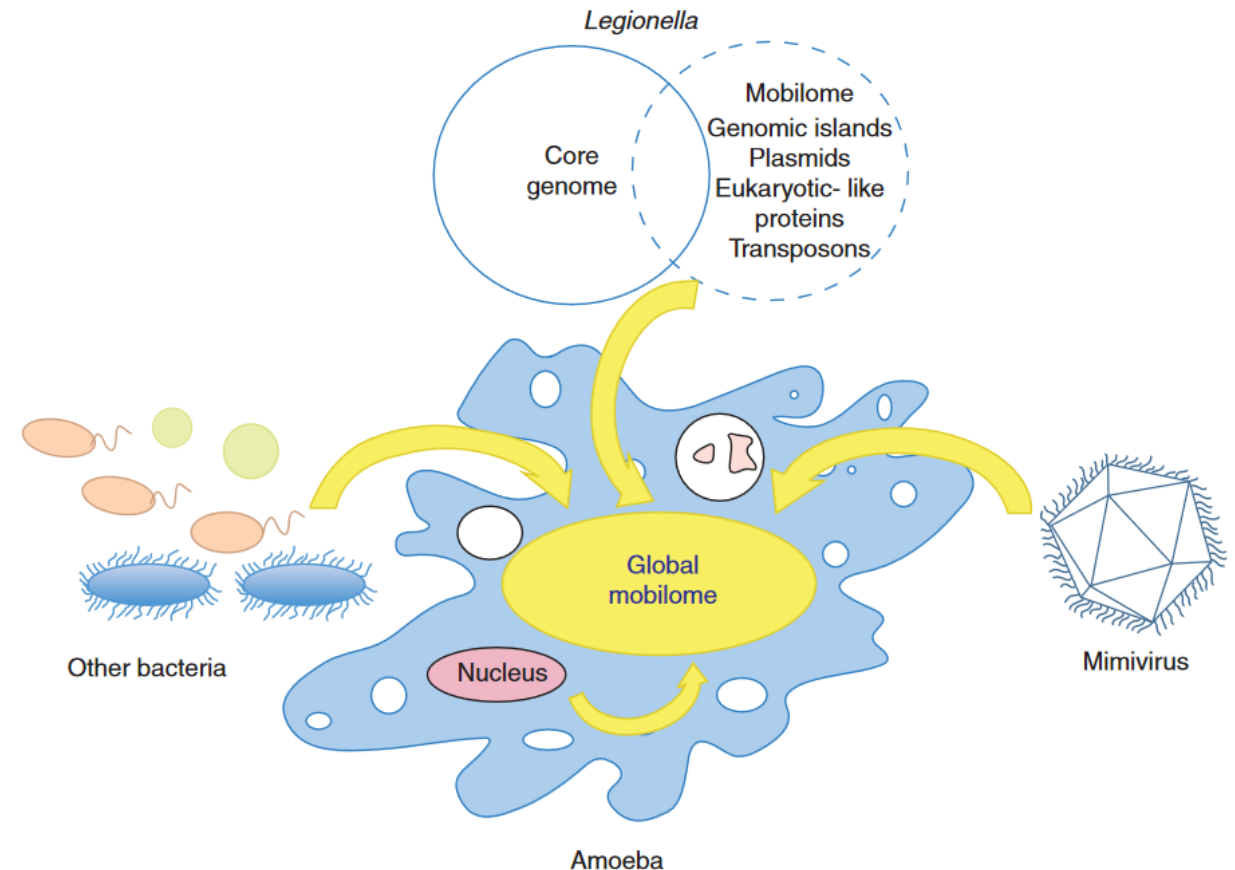 Legionella
Core
genome
Mobilome
Genomic islands
Plasmids
Eukaryotic- like
proteins
Transposons
Global
mobilome
Nucleus
Other bacteria
Mimivirus
Amoeba